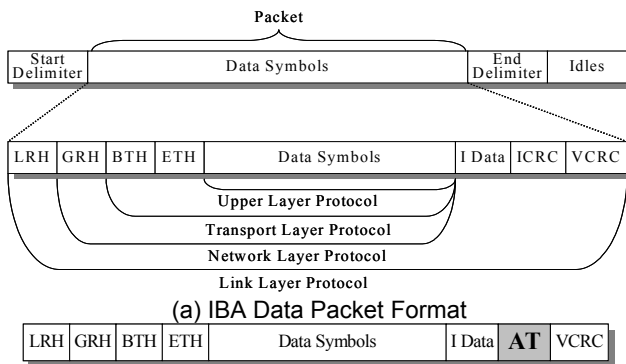 Packet
Start Delimiter Data Symbols End Delimiter Idles
LRH GRH BTH ETH Data Symbols I Data ICRC VCRC
Upper Layer Protocol
Transport Layer Protocol
Network Layer Protocol
Link Layer Protocol
(a) IBA Data Packet Format
LRH GRH BTH ETH Data Symbols I Data AT VCRC